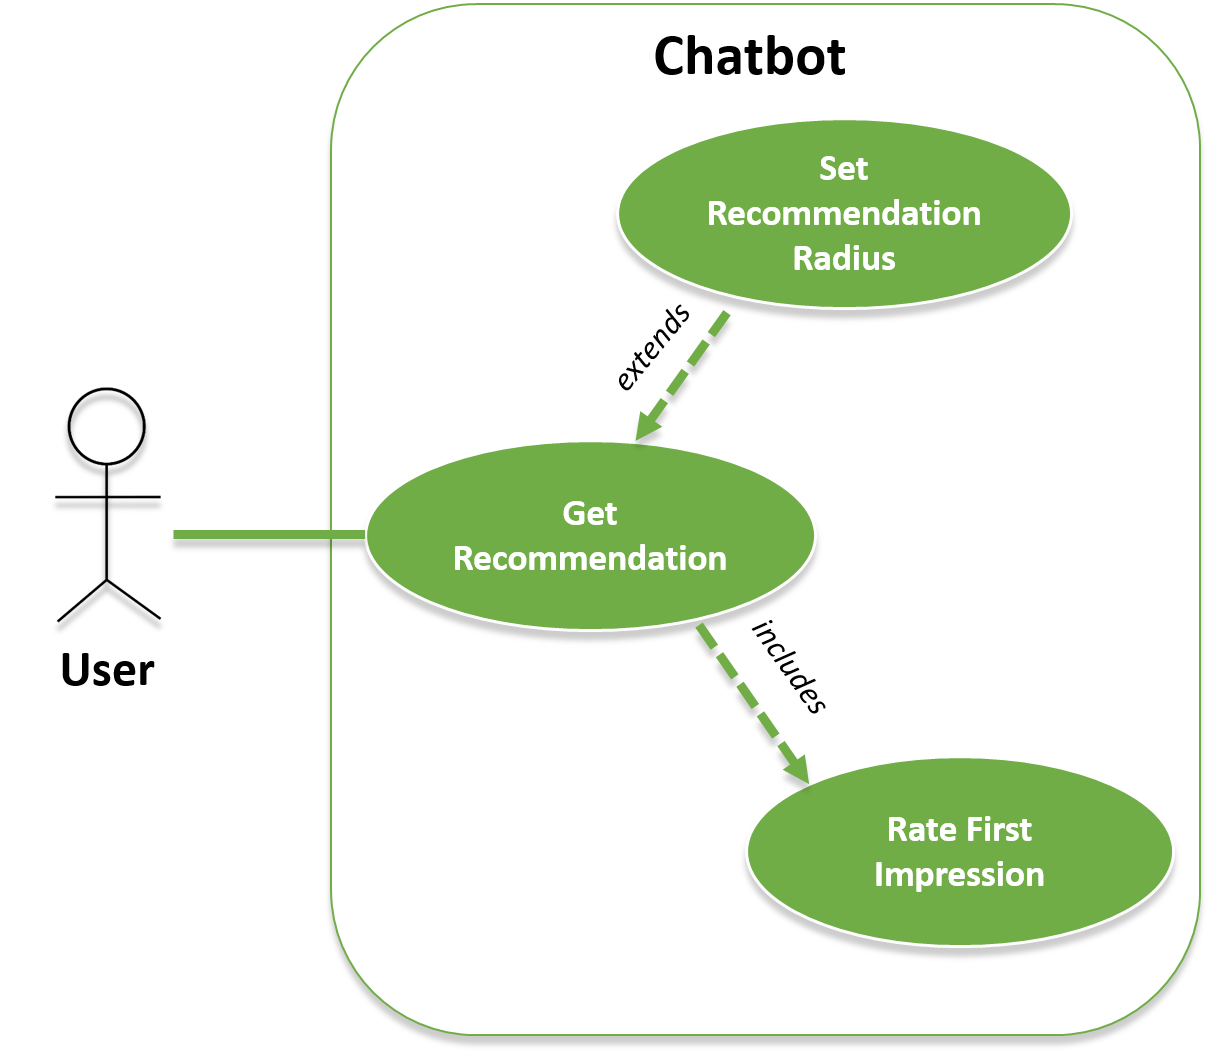 Chatbot
Set
Recommendation
Radius
extends
Get
Recommendation
User
includes
Rate First
Impression